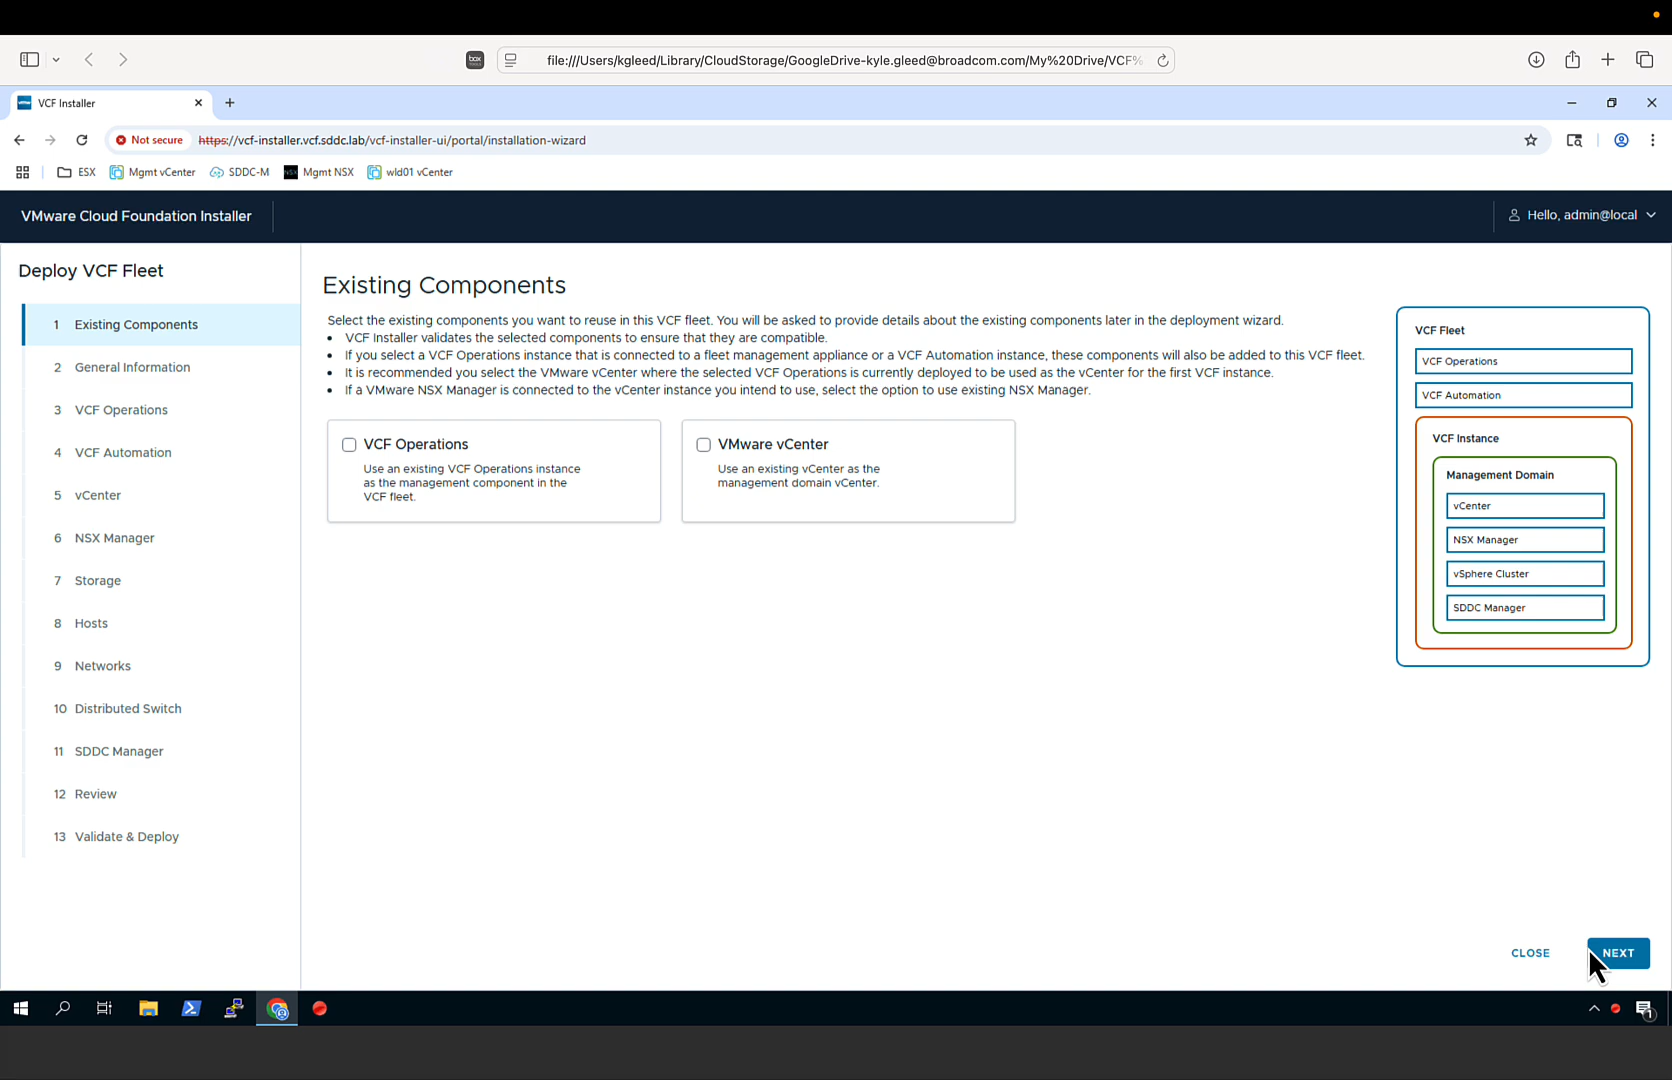 box
file:///Users/kgleed/Library/CloudStorage/GoogleDrive-kyle.gleed@broadcom.com/My%20Drive/VCF%
VCF Installer
Not secure
https://vcf-installer.vcf.sddc.lab/vcf-installer-ui/portal/installation-wizard
ESX
Mgmt vCenter
SDDC-M
Mgmt NSX
wld01 vCenter
VMware Cloud Foundation Installer
Hello, admin@local
Deploy VCF Fleet
1 Existing Components
2 General Information
3 VCF Operations
4 VCF Automation
5 vCenter
6 NSX Manager
7 Storage
8 Hosts
9 Networks
10 Distributed Switch
11 SDDC Manager
12 Review
13 Validate & Deploy
Existing Components
Select the existing components you want to reuse in this VCF fleet. You will be asked to provide details about the existing components later in the deployment wizard.
• VCF Installer validates the selected components to ensure that they are compatible.
• If you select a VCF Operations instance that is connected to a fleet management appliance or a VCF Automation instance, these components will also be added to this VCF fleet.
• It is recommended you select the VMware vCenter where the selected VCF Operations is currently deployed to be used as the vCenter for the first VCF instance.
• If a VMware NSX Manager is connected to the vCenter instance you intend to use, select the option to use existing NSX Manager.
VCF Operations
Use an existing VCF Operations instance
as the management component in the
VCF fleet.
VMware vCenter
Use an existing vCenter as the
management domain vCenter.
VCF Fleet
VCF Operations
VCF Automation
VCF Instance
Management Domain
vCenter
NSX Manager
vSphere Cluster
SDDC Manager
CLOSE
NEXT
1